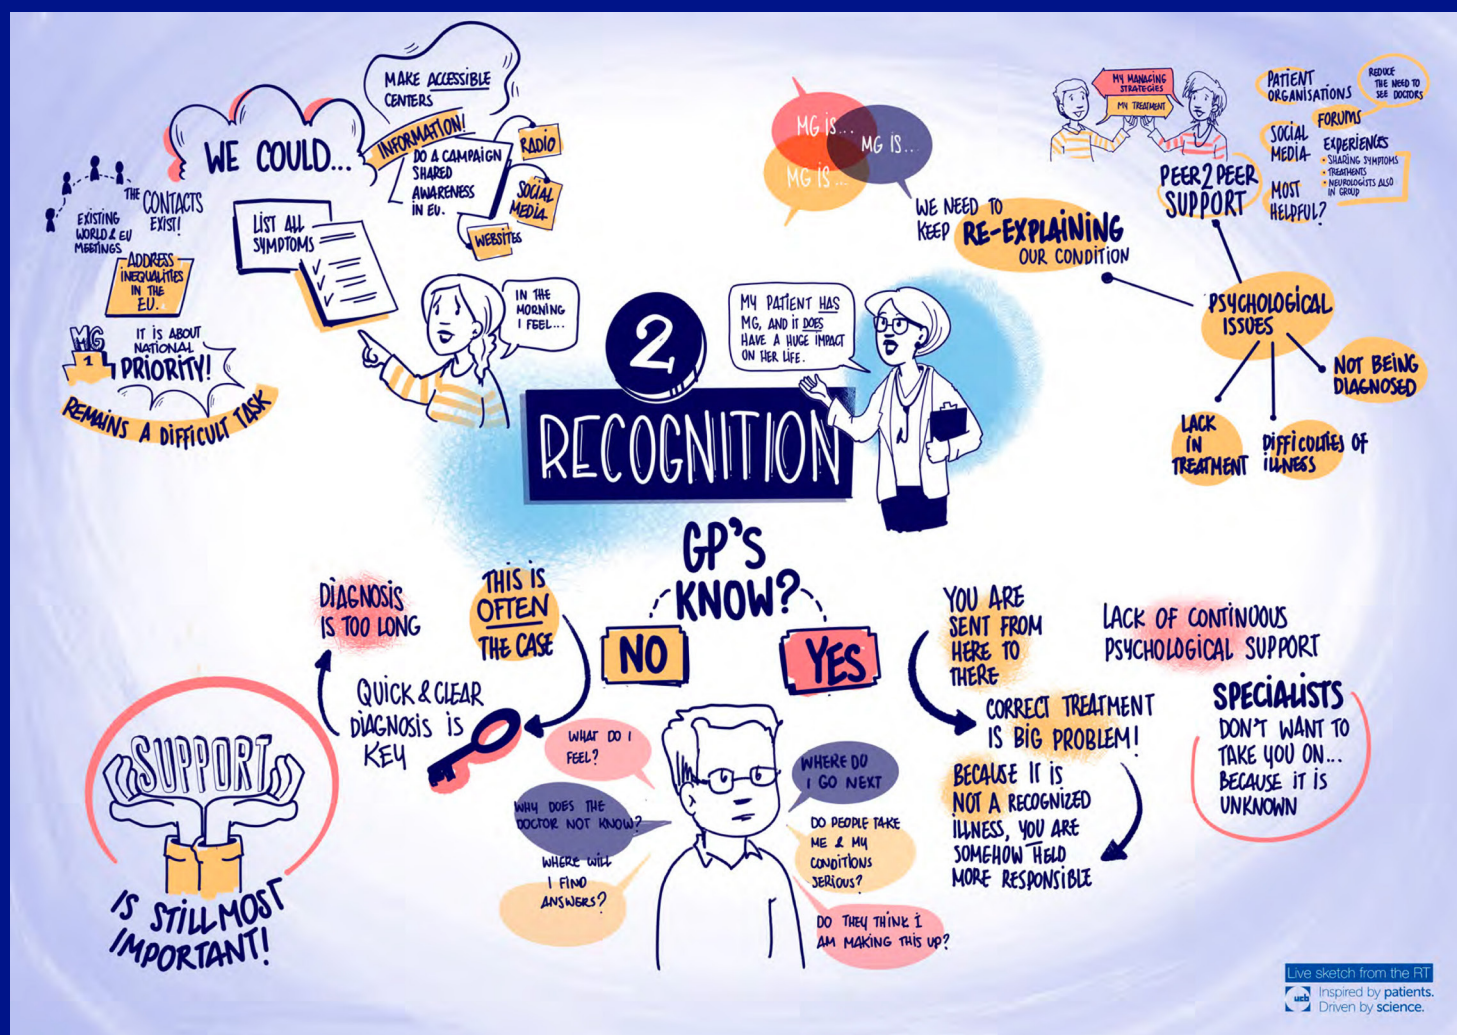 MAKE ACCESSIBLE
CENTERS
WE COULD...
INFORMATION!
DO A CAMPAIGN
SHARED
AWARENESS
IN EU.
RADIO
SOCIAL
MEDIA
WEBSITES
THE CONTACTS
EXIST!
EXISTING
WORLD & EU
MEETINGS
ADDRESS
INEQUALITIES
IN THE
EU.
LIST ALL
SYMPTOMS
MG
1
IT IS ABOUT
NATIONAL
PRIORITY!
REMAINS A DIFFICULT TASK
IN THE
MORNING
I FEEL...
2
RECOGNITION
MY PATIENT HAS
MG, AND IT DOES
HAVE A HUGE IMPACT
ON HER LIFE.
MG IS...
MG IS...
MG IS...
WE NEED TO
KEEP RE-EXPLAINING
OUR CONDITION
MY MANAGING
STRATEGIES
MY TREATMENT
PEER2PEER
SUPPORT
PATIENT
ORGANISATIONS
REDUCE
THE NEED TO
SEE DOCTORS
FORUMS
SOCIAL
MEDIA
EXPERIENCES
• SHARING SYMPTOMS
• TREATMENTS
• NEUROLOGISTS ALSO
IN GROUP
MOST
HELPFUL?
PSYCHOLOGICAL
ISSUES
NOT BEING
DIAGNOSED
LACK
IN
TREATMENT
DIFFICULTIES OF
ILLNESS
GP'S
KNOW?
NO
YES
DIAGNOSIS
IS TOO LONG
THIS IS
OFTEN
THE CASE
QUICK & CLEAR
DIAGNOSIS IS
KEY
SUPPORT
IS STILL MOST
IMPORTANT!
WHAT DO I
FEEL?
WHY DOES THE
DOCTOR NOT KNOW?
WHERE WILL
I FIND
ANSWERS?
WHERE DO
I GO NEXT
DO PEOPLE TAKE
ME & MY
CONDITIONS
SERIOUS?
DO THEY THINK I
AM MAKING THIS UP?
YOU ARE
SENT FROM
HERE TO
THERE
CORRECT TREATMENT
IS BIG PROBLEM!
BECAUSE IT IS
NOT A RECOGNIZED
ILLNESS, YOU ARE
SOMEHOW HELD
MORE RESPONSIBLE
LACK OF CONTINUOUS
PSYCHOLOGICAL SUPPORT
SPECIALISTS
DON'T WANT TO
TAKE YOU ON...
BECAUSE IT IS
UNKNOWN
Live sketch from the RT
ucb
Inspired by patients.
Driven by science.